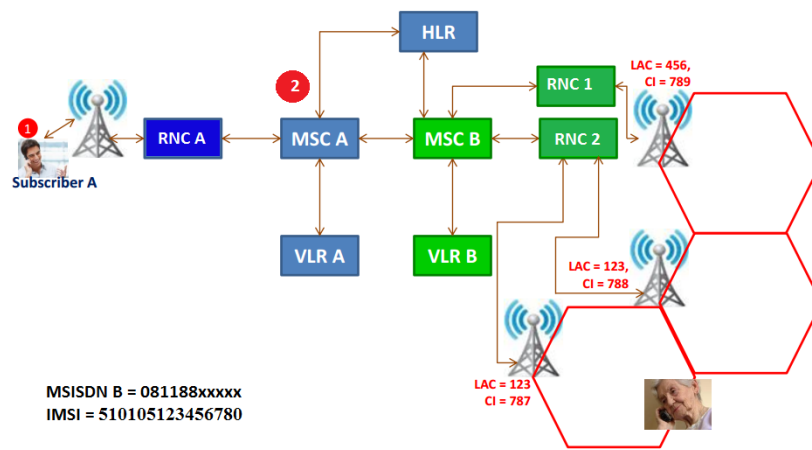 HLR
LAC = 456,
CI = 789
2
RNC 1
1
RNC A
MSC A
MSC B
RNC 2
Subscriber A
VLR A
VLR B
LAC = 123,
CI = 788
LAC = 123
CI = 787
MSISDN B = 081188xxxxx
IMSI = 510105123456780